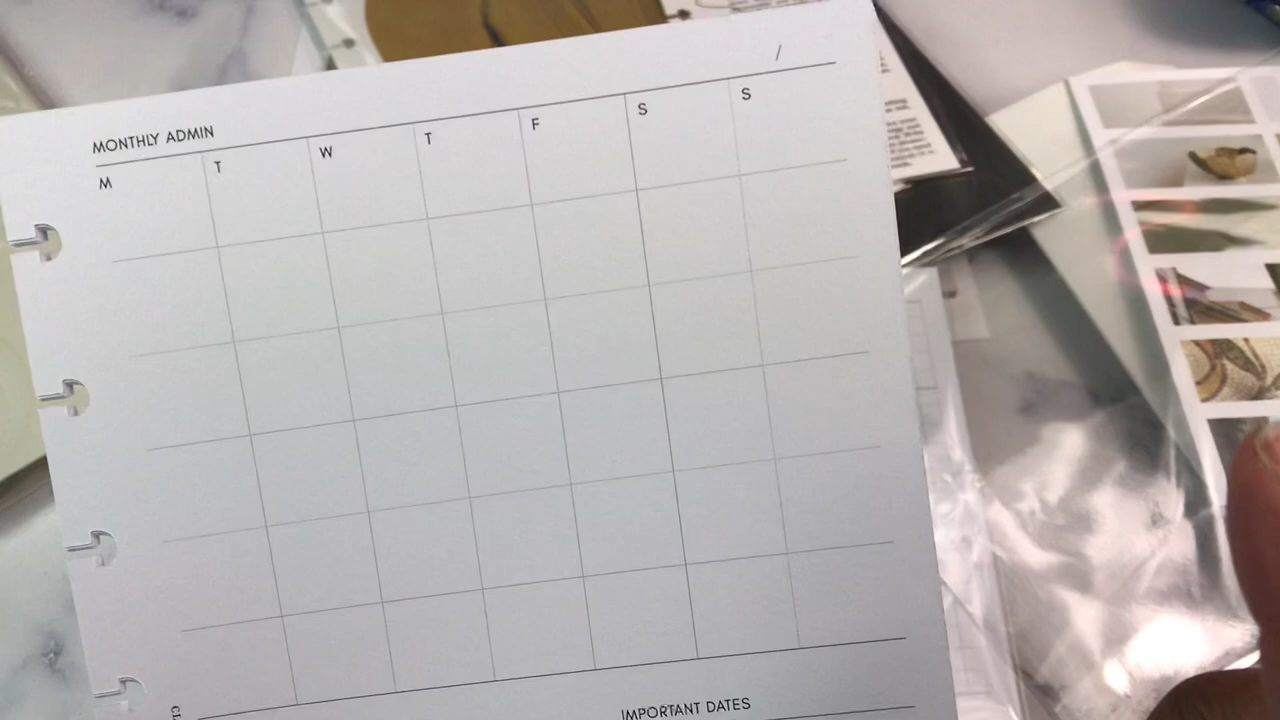 /
MONTHLY ADMIN
M T W T F S S
IMPORTANT DATES